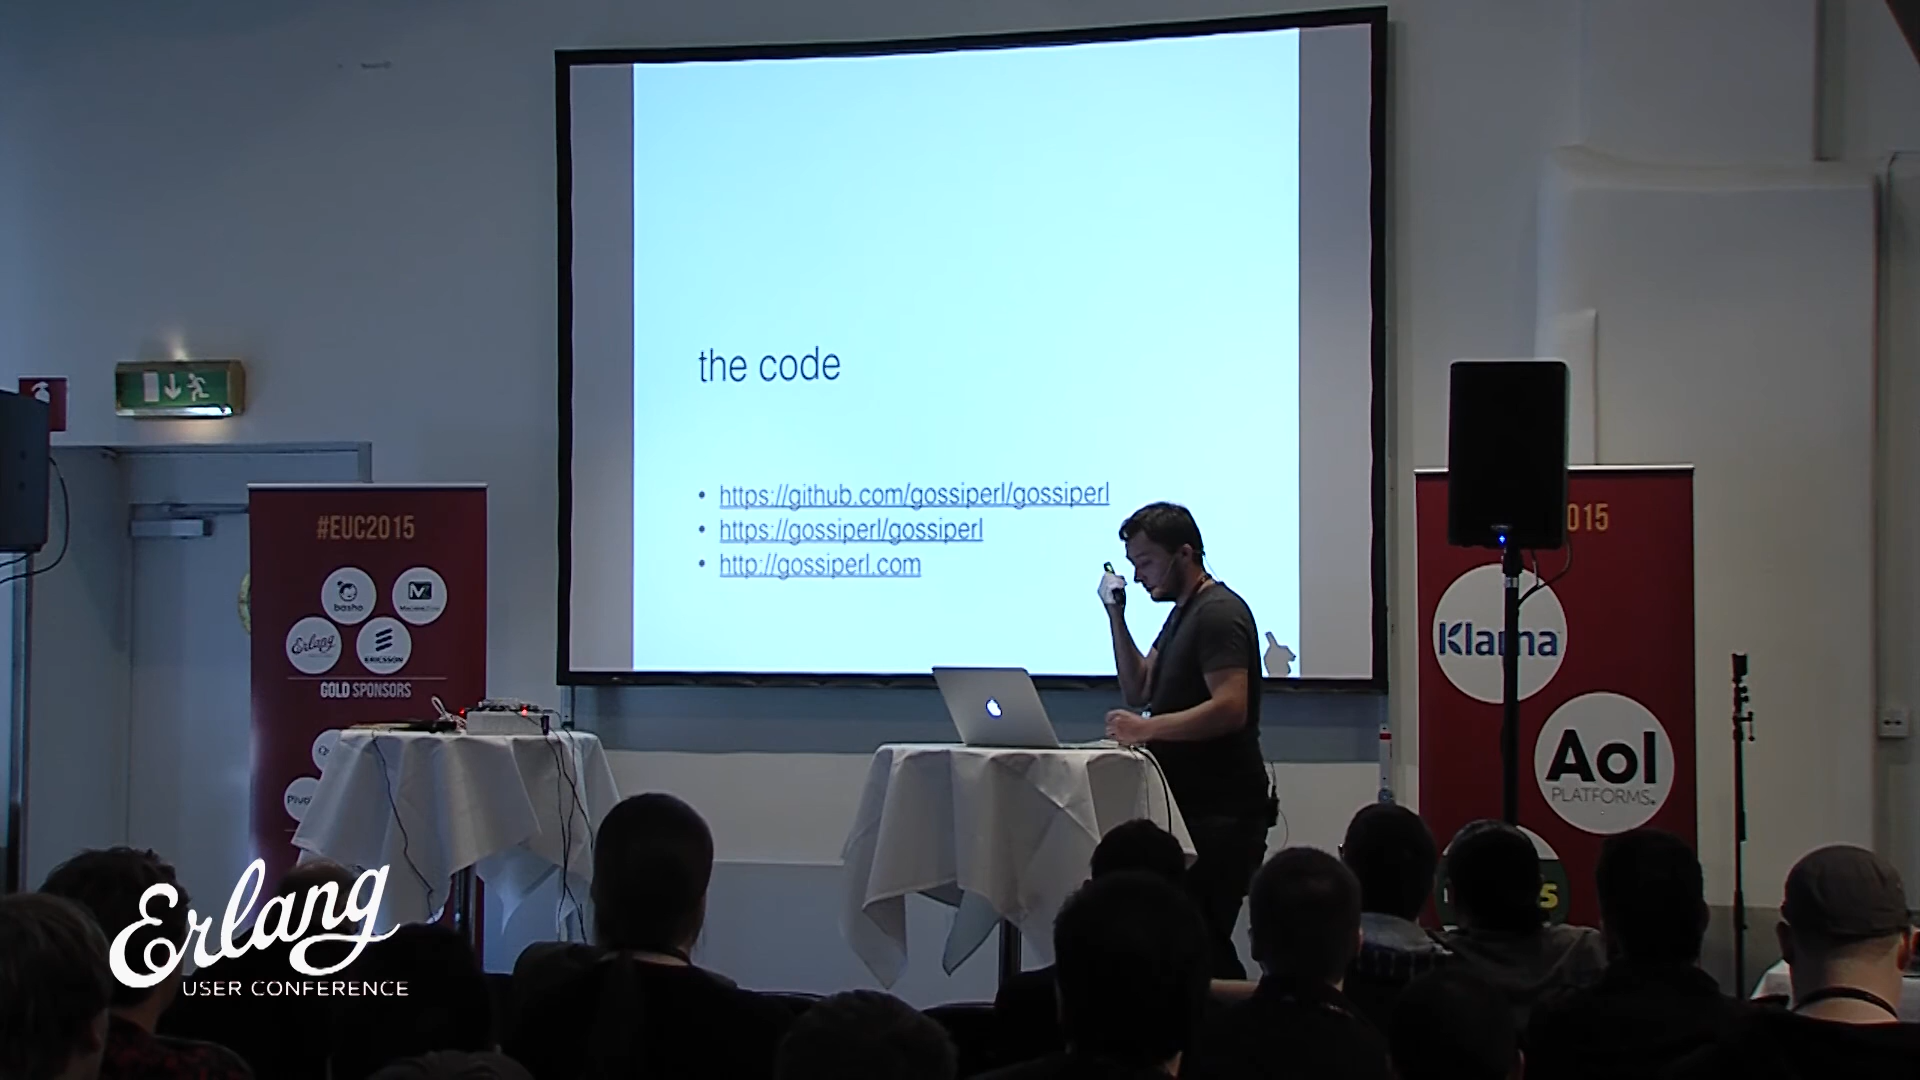 the code
• https://github.com/gossiperl/gossiperl
• https://gossiperl/gossiperl
• http://gossiperl.com
#EUC2015
basho
Erlang
ERICSSON
GOLD SPONSORS
015
Klarna
Aol
PLATFORMS.
Erlang
USER CONFERENCE